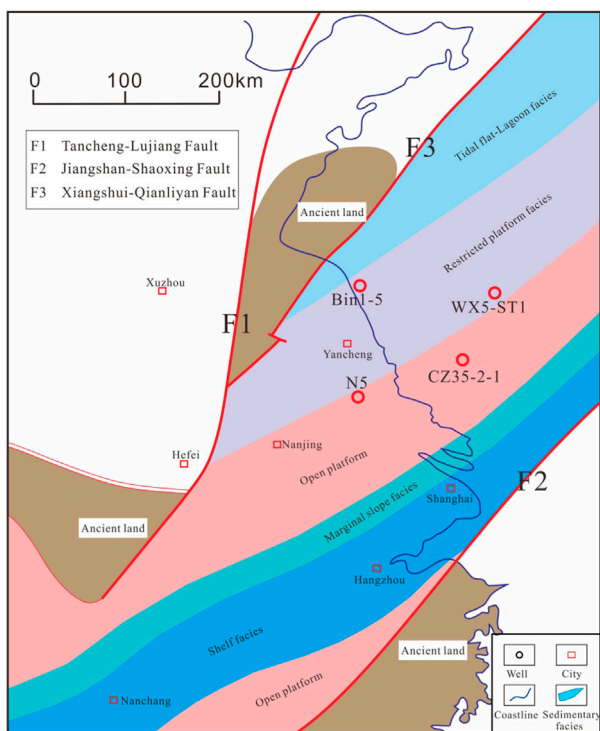 0 100 200km
F1 Tancheng-Lujiang Fault
F2 Jiangshan-Shaoxing Fault
F3 Xiangshui-Qianliyan Fault
F3
Tidal flat-Lagoon facies
Ancient land
Restricted platform facies
Xuzhou
Bin1-5
WX5-ST1
F1
Yancheng
CZ35-2-1
N5
Nanjing
Hefei
Open platform
F2
Shanghai
Marginal slope facies
Ancient land
Hangzhou
Shelf facies
Ancient land
Open platform
Nanchang
Well
City
Coastline
Sedimentary
facies